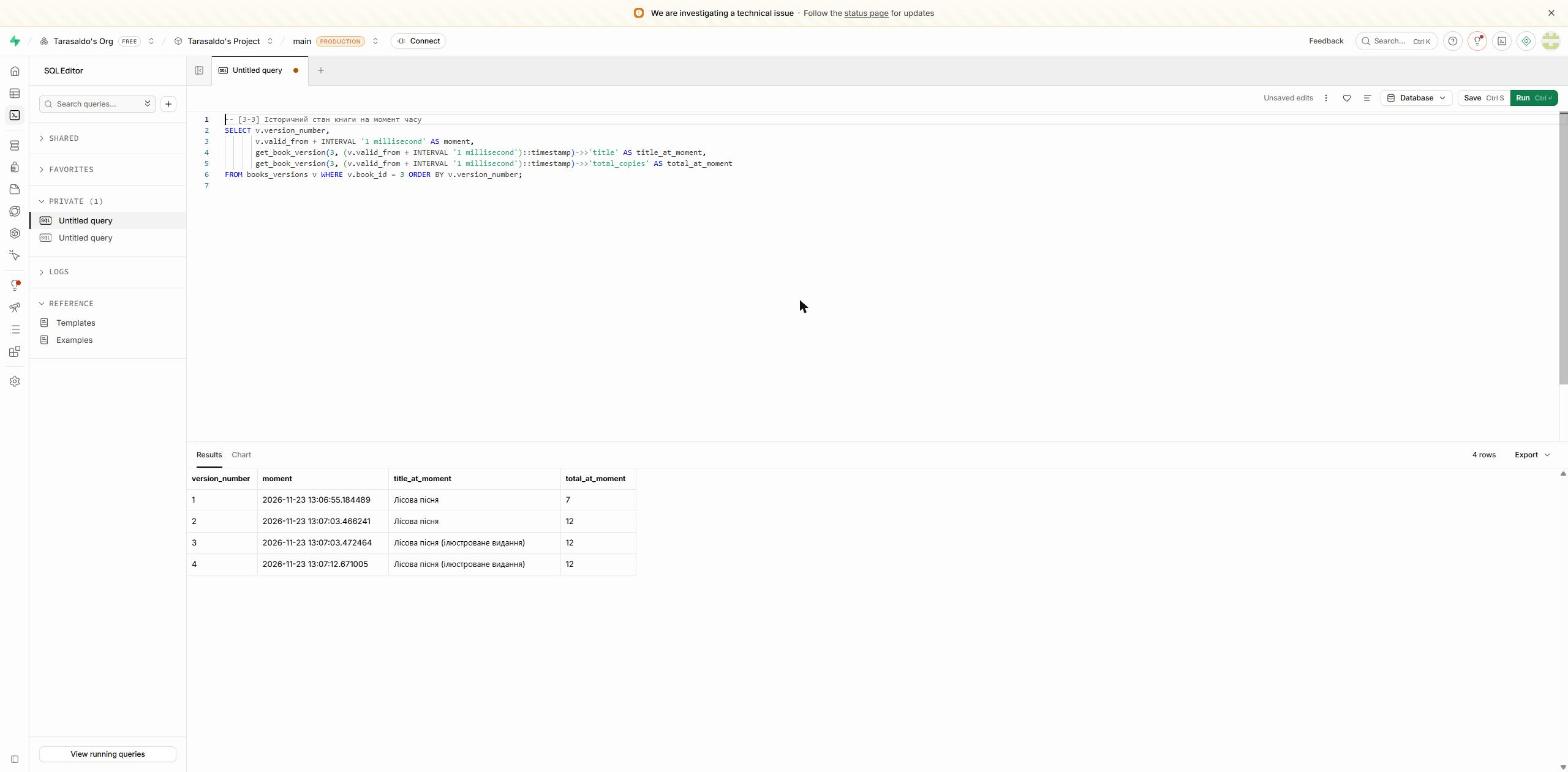 We are investigating a technical issue · Follow the status page for updates
Tarasaldo's Org FREE / Tarasaldo's Project / main PRODUCTION Connect
Feedback Search... Ctrl K
SQL Editor
Untitled query
Search queries...
Unsaved edits Database Save Ctrl S Run Ctrl ↵
SHARED
FAVORITES
PRIVATE (1)
Untitled query
Untitled query
LOGS
REFERENCE
Templates
Examples
View running queries
1 -- [3-3] Історичний стан книги на момент часу
2 SELECT v.version_number,
3 v.valid_from + INTERVAL '1 millisecond' AS moment,
4 get_book_version(3, (v.valid_from + INTERVAL '1 millisecond')::timestamp)->>'title' AS title_at_moment,
5 get_book_version(3, (v.valid_from + INTERVAL '1 millisecond')::timestamp)->>'total_copies' AS total_at_moment
6 FROM books_versions v WHERE v.book_id = 3 ORDER BY v.version_number;
7
Results Chart 4 rows Export
version_number moment title_at_moment total_at_moment
1 2026-11-23 13:06:55.184489 Лісова пісня 7
2 2026-11-23 13:07:03.466241 Лісова пісня 12
3 2026-11-23 13:07:03.472464 Лісова пісня (ілюстроване видання) 12
4 2026-11-23 13:07:12.671005 Лісова пісня (ілюстроване видання) 12